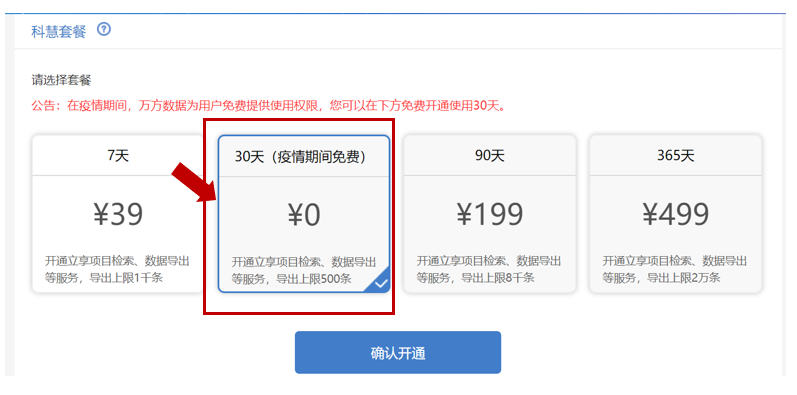 科慧套餐 ?
请选择套餐
公告：在疫情期间，万方数据为用户免费提供使用权限，您可以在下方免费开通使用30天。
7天
¥39
开通立享项目检索、数据导出
等服务，导出上限1千条
30天（疫情期间免费）
¥0
开通立享项目检索、数据导出
等服务，导出上限500条
90天
¥199
开通立享项目检索、数据导出
等服务，导出上限8千条
365天
¥499
开通立享项目检索、数据导出
等服务，导出上限2万条
确认开通